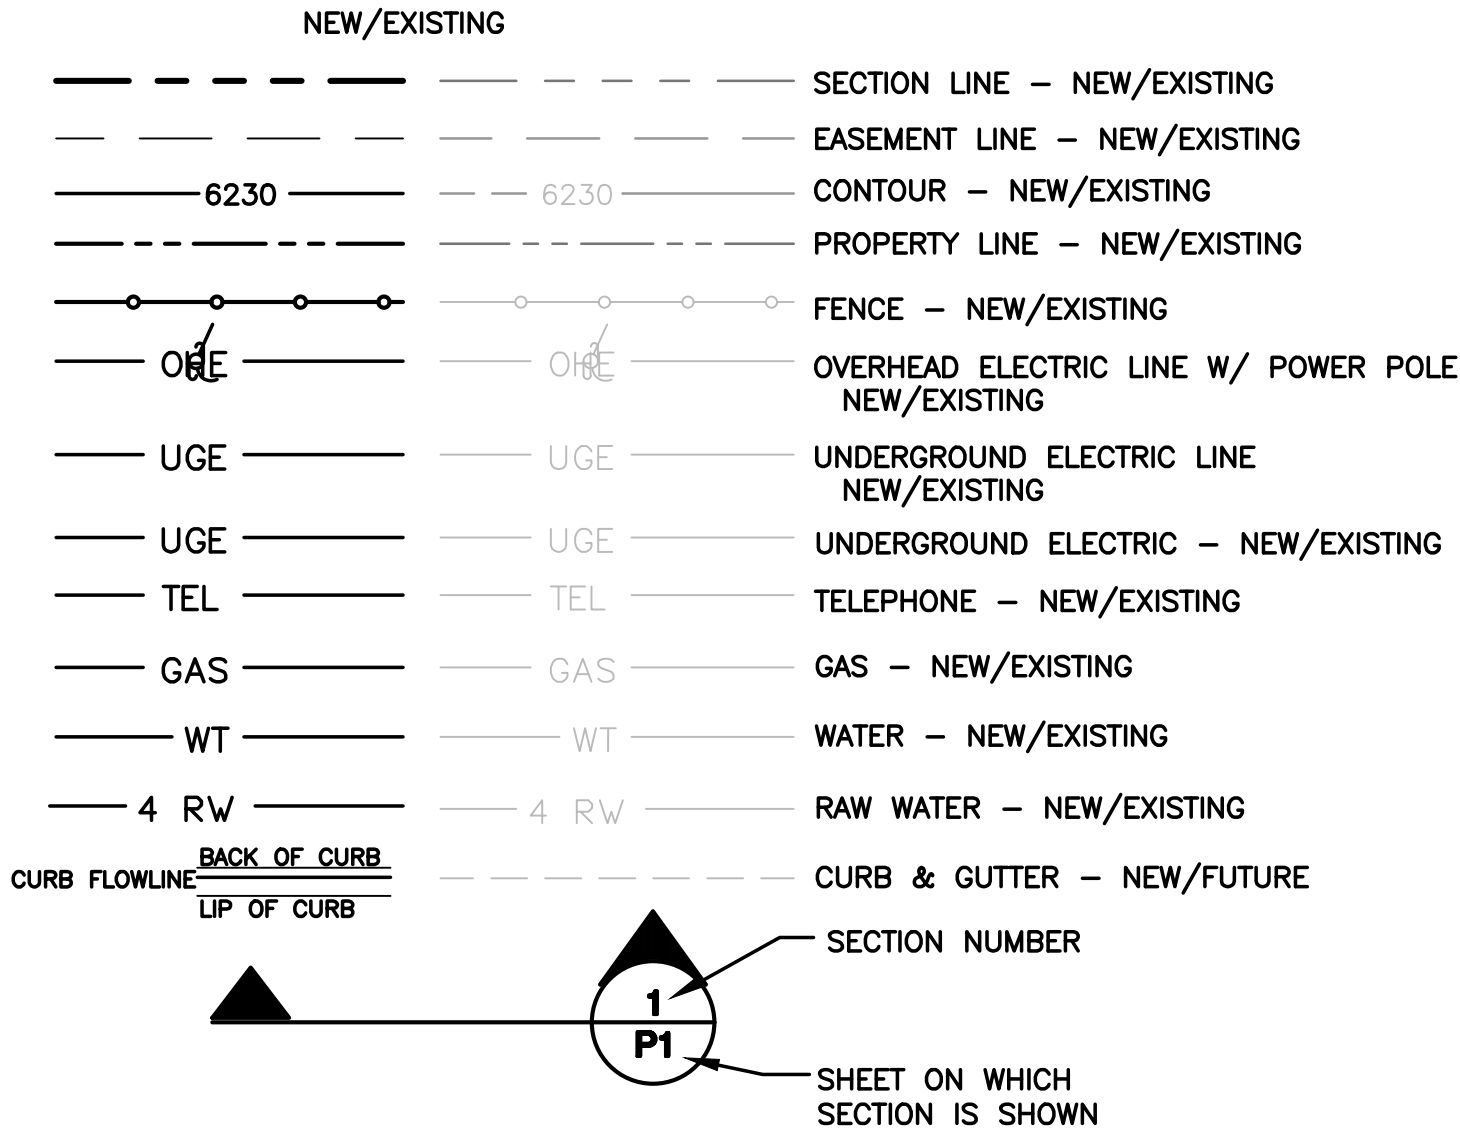 NEW/EXISTING
SECTION LINE - NEW/EXISTING
EASEMENT LINE - NEW/EXISTING
6230 6230 CONTOUR - NEW/EXISTING
PROPERTY LINE - NEW/EXISTING
FENCE - NEW/EXISTING
OHE OHE OVERHEAD ELECTRIC LINE W/ POWER POLE
NEW/EXISTING
UGE UGE UNDERGROUND ELECTRIC LINE
NEW/EXISTING
UGE UGE UNDERGROUND ELECTRIC - NEW/EXISTING
TEL TEL TELEPHONE - NEW/EXISTING
GAS GAS GAS - NEW/EXISTING
WT WT WATER - NEW/EXISTING
4 RW 4 RW RAW WATER - NEW/EXISTING
BACK OF CURB
CURB FLOWLINE CURB & GUTTER - NEW/FUTURE
LIP OF CURB
SECTION NUMBER
1
P1
SHEET ON WHICH
SECTION IS SHOWN